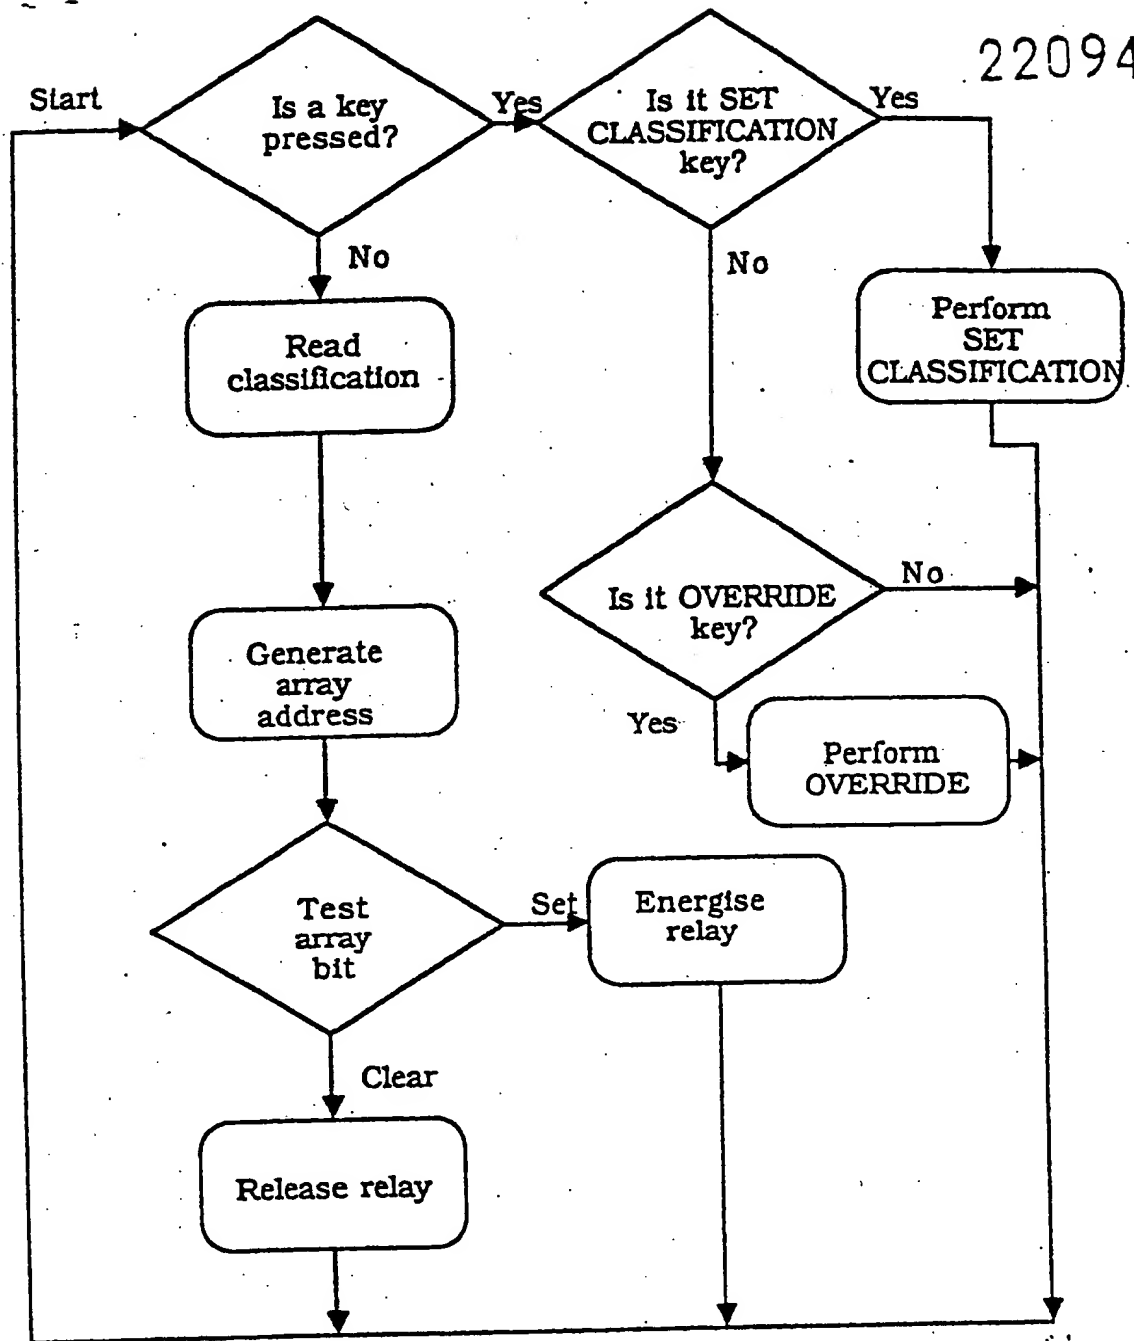 22094
Start
Is a key
pressed?
Yes
Is it SET
CLASSIFICATION
key?
Yes
No
No
Read
classification
Perform
SET
CLASSIFICATION
Is it OVERRIDE
key?
No
Generate
array
address
Yes
Perform
OVERRIDE
Test
array
bit
Set
Energise
relay
Clear
Release relay